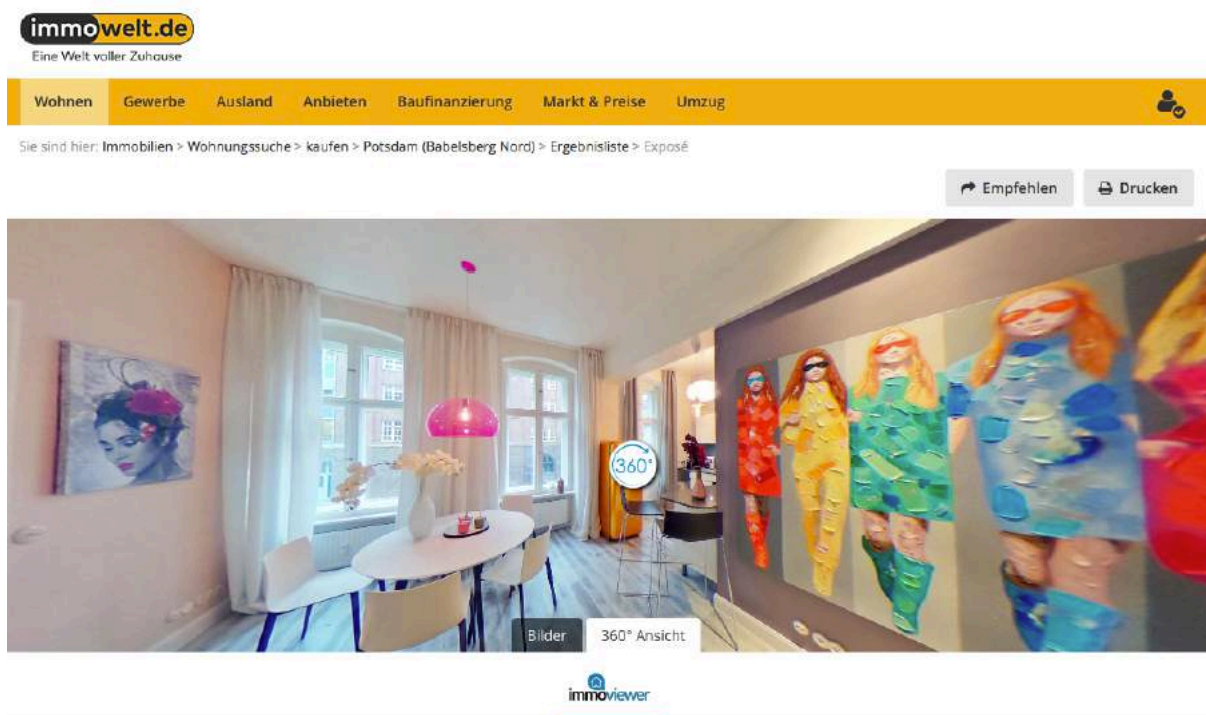 immowelt.de
Eine Welt voller Zuhause
Wohnen Gewerbe Ausland Anbieten Baufinanzierung Markt & Preise Umzug
Sie sind hier: Immobilien > Wohnungssuche > kaufen > Potsdam (Babelsberg Nord) > Ergebnisliste > Exposé
Empfehlen Drucken
360°
Bilder 360° Ansicht
immoviewer